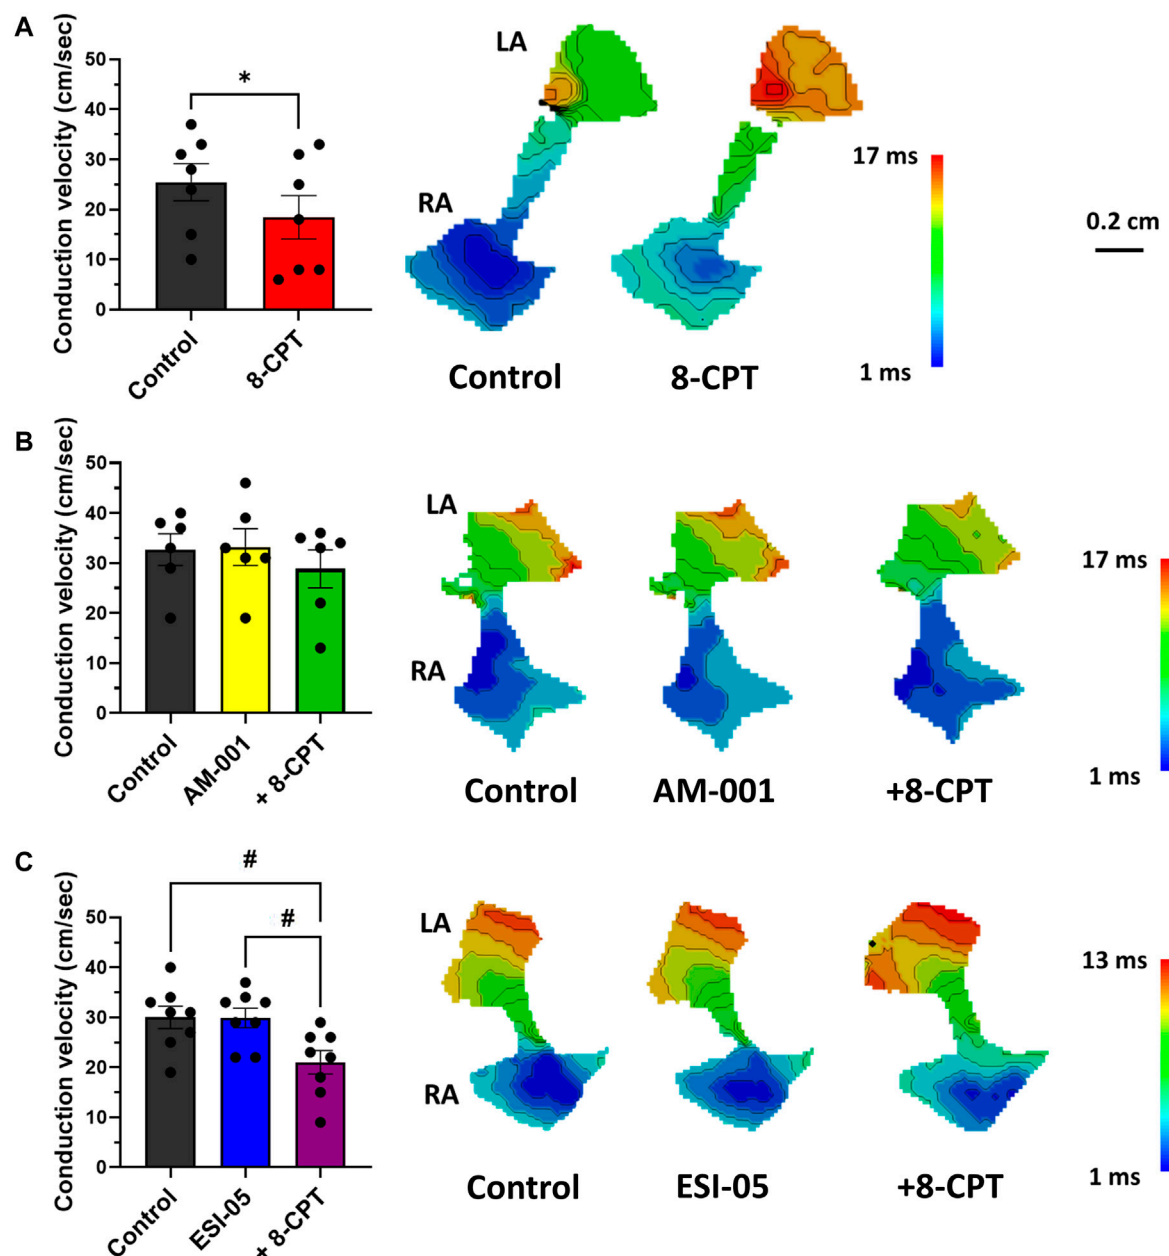 A
Conduction velocity (cm/sec)
50
40
30
20
10
0
*
Control
8-CPT
LA
RA
Control
8-CPT
17 ms
1 ms
0.2 cm
B
Conduction velocity (cm/sec)
50
40
30
20
10
0
Control
AM-001
+ 8-CPT
LA
RA
Control
AM-001
+8-CPT
17 ms
1 ms
C
Conduction velocity (cm/sec)
50
40
30
20
10
0
#
#
Control
ESI-05
+ 8-CPT
LA
RA
Control
ESI-05
+8-CPT
13 ms
1 ms